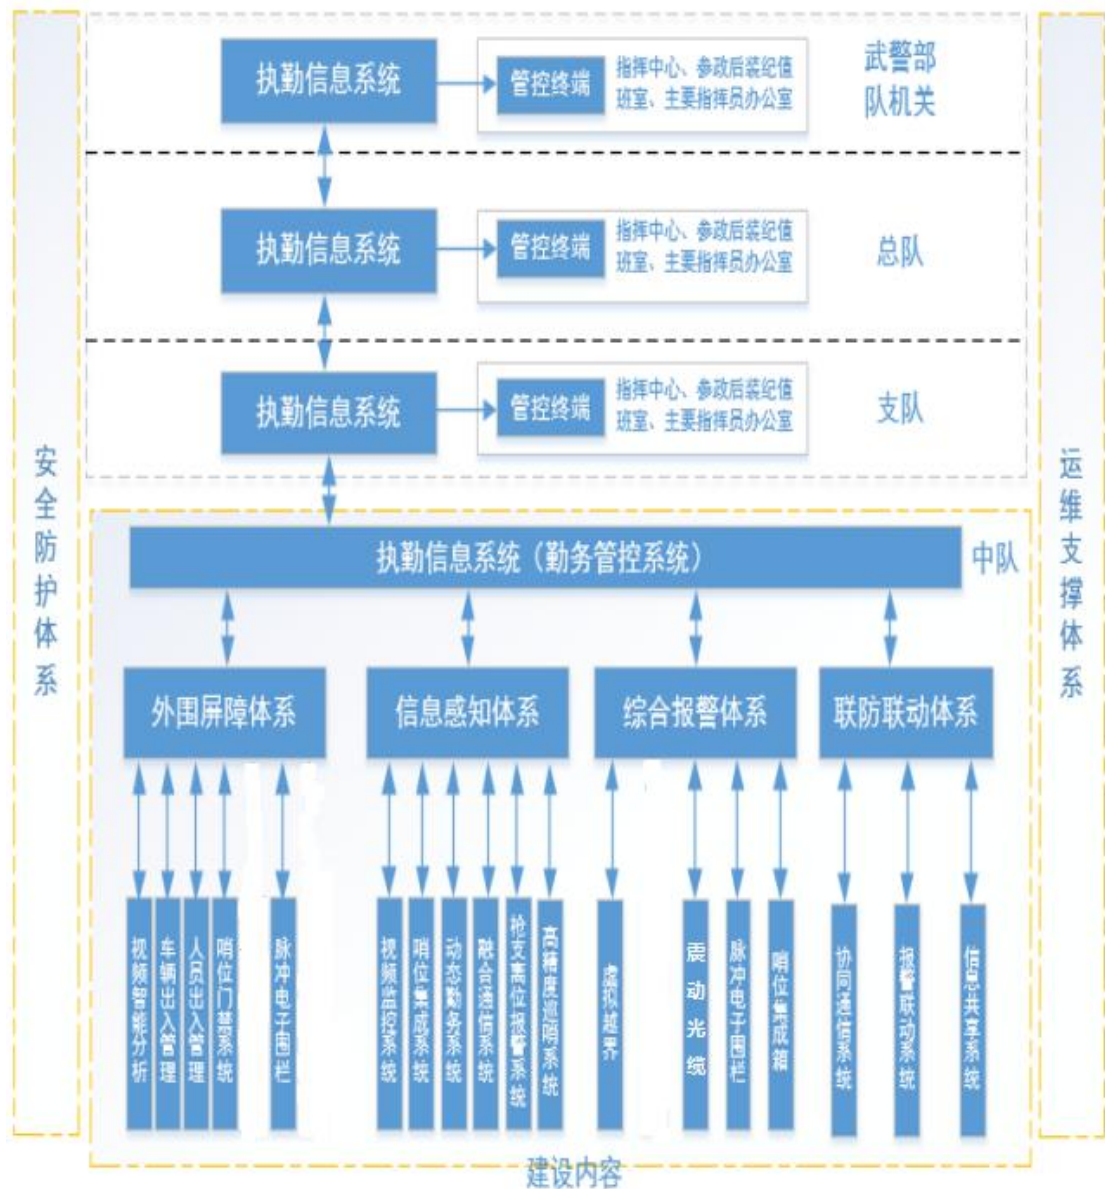 执勤信息系统
管控终端
指挥中心、参政后装纪值
班室、主要指挥员办公室
武警部
队机关
执勤信息系统
管控终端
指挥中心、参政后装纪值
班室、主要指挥员办公室
总队
执勤信息系统
管控终端
指挥中心、参政后装纪值
班室、主要指挥员办公室
支队
安全防护体系
运维支撑体系
执勤信息系统（勤务管控系统）
中队
外围屏障体系
信息感知体系
综合报警体系
联防联动体系
视频智能分析
车辆出入管理
人员出入管理
哨位门禁系统
脉冲电子围栏
视频监控系统
哨位集成系统
动态勤务系统
融合通信系统
枪支离位报警系统
高精度巡哨系统
虚拟越界
震动光缆
脉冲电子围栏
哨位集成箱
协同通信系统
报警联动系统
信息共享系统
建设内容